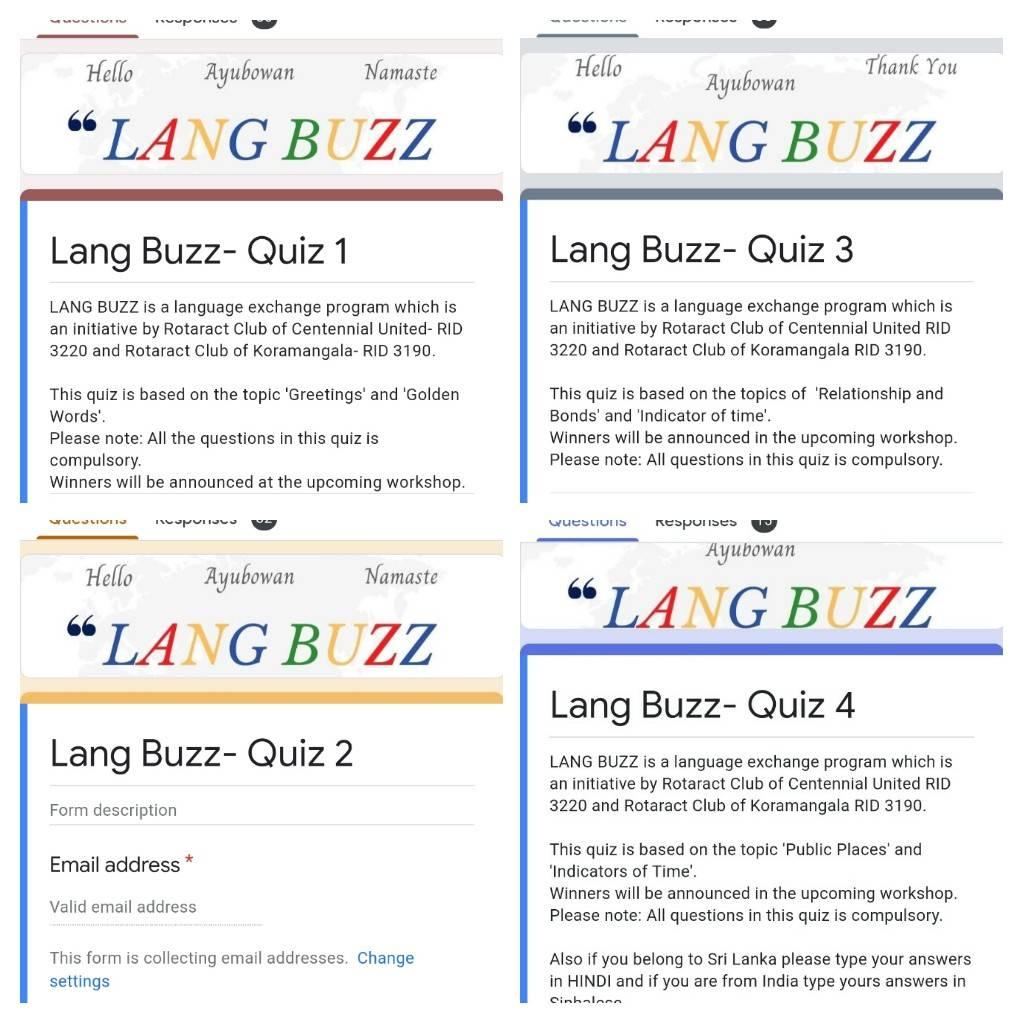 Questions Responses
Hello Ayubowan Namaste
❝ LANG BUZZ
Lang Buzz- Quiz 1
LANG BUZZ is a language exchange program which is
an initiative by Rotaract Club of Centennial United- RID
3220 and Rotaract Club of Koramangala- RID 3190.
This quiz is based on the topic 'Greetings' and 'Golden
Words'.
Please note: All the questions in this quiz is
compulsory.
Winners will be announced at the upcoming workshop.
Questions Responses
Hello Ayubowan Thank You
❝ LANG BUZZ
Lang Buzz- Quiz 3
LANG BUZZ is a language exchange program which is
an initiative by Rotaract Club of Centennial United RID
3220 and Rotaract Club of Koramangala RID 3190.
This quiz is based on the topics of 'Relationship and
Bonds' and 'Indicator of time'.
Winners will be announced in the upcoming workshop.
Please note: All questions in this quiz is compulsory.
Questions Responses
Hello Ayubowan Namaste
❝ LANG BUZZ
Lang Buzz- Quiz 2
Form description
Email address *
Valid email address
This form is collecting email addresses. Change
settings
Questions Responses
Ayubowan
❝ LANG BUZZ
Lang Buzz- Quiz 4
LANG BUZZ is a language exchange program which is
an initiative by Rotaract Club of Centennial United RID
3220 and Rotaract Club of Koramangala RID 3190.
This quiz is based on the topic 'Public Places' and
'Indicators of Time'.
Winners will be announced in the upcoming workshop.
Please note: All questions in this quiz is compulsory.
Also if you belong to Sri Lanka please type your answers
in HINDI and if you are from India type yours answers in
Sinhalese